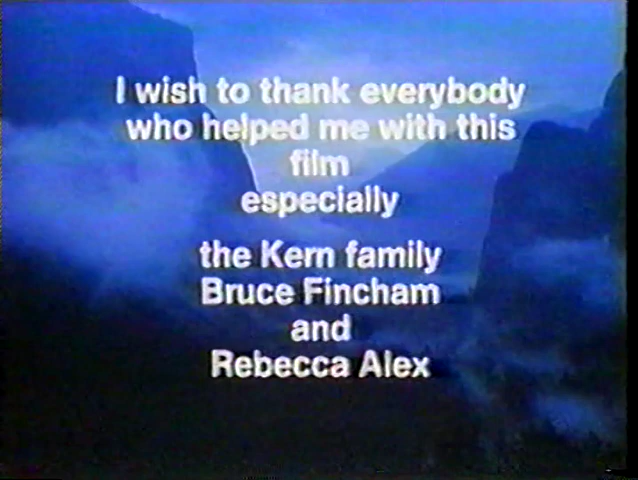 I wish to thank everybody
who helped me with this
film
especially
the Kern family
Bruce Fincham
and
Rebecca Alex